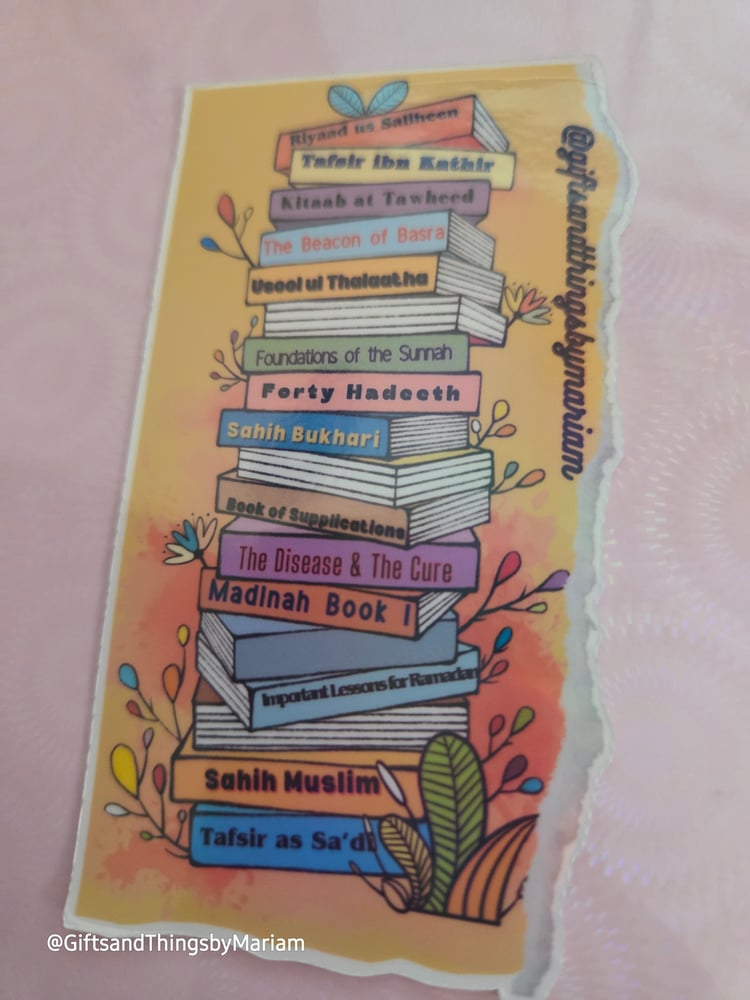 Riyaad us Saliheen
Tafsir Ibn Kathir
Kitaab at Tawheed
The Beacon of Basra
Usool ul Thalaatha
Foundations of the Sunnah
Forty Hadeeth
Sahih Bukhari
Book of Supplications
The Disease & The Cure
Madinah Book 1
Important Lessons for Ramadan
Sahih Muslim
Tafsir as Sa'di
@giftsandthingsbymariam
@GiftsandThingsbyMariam